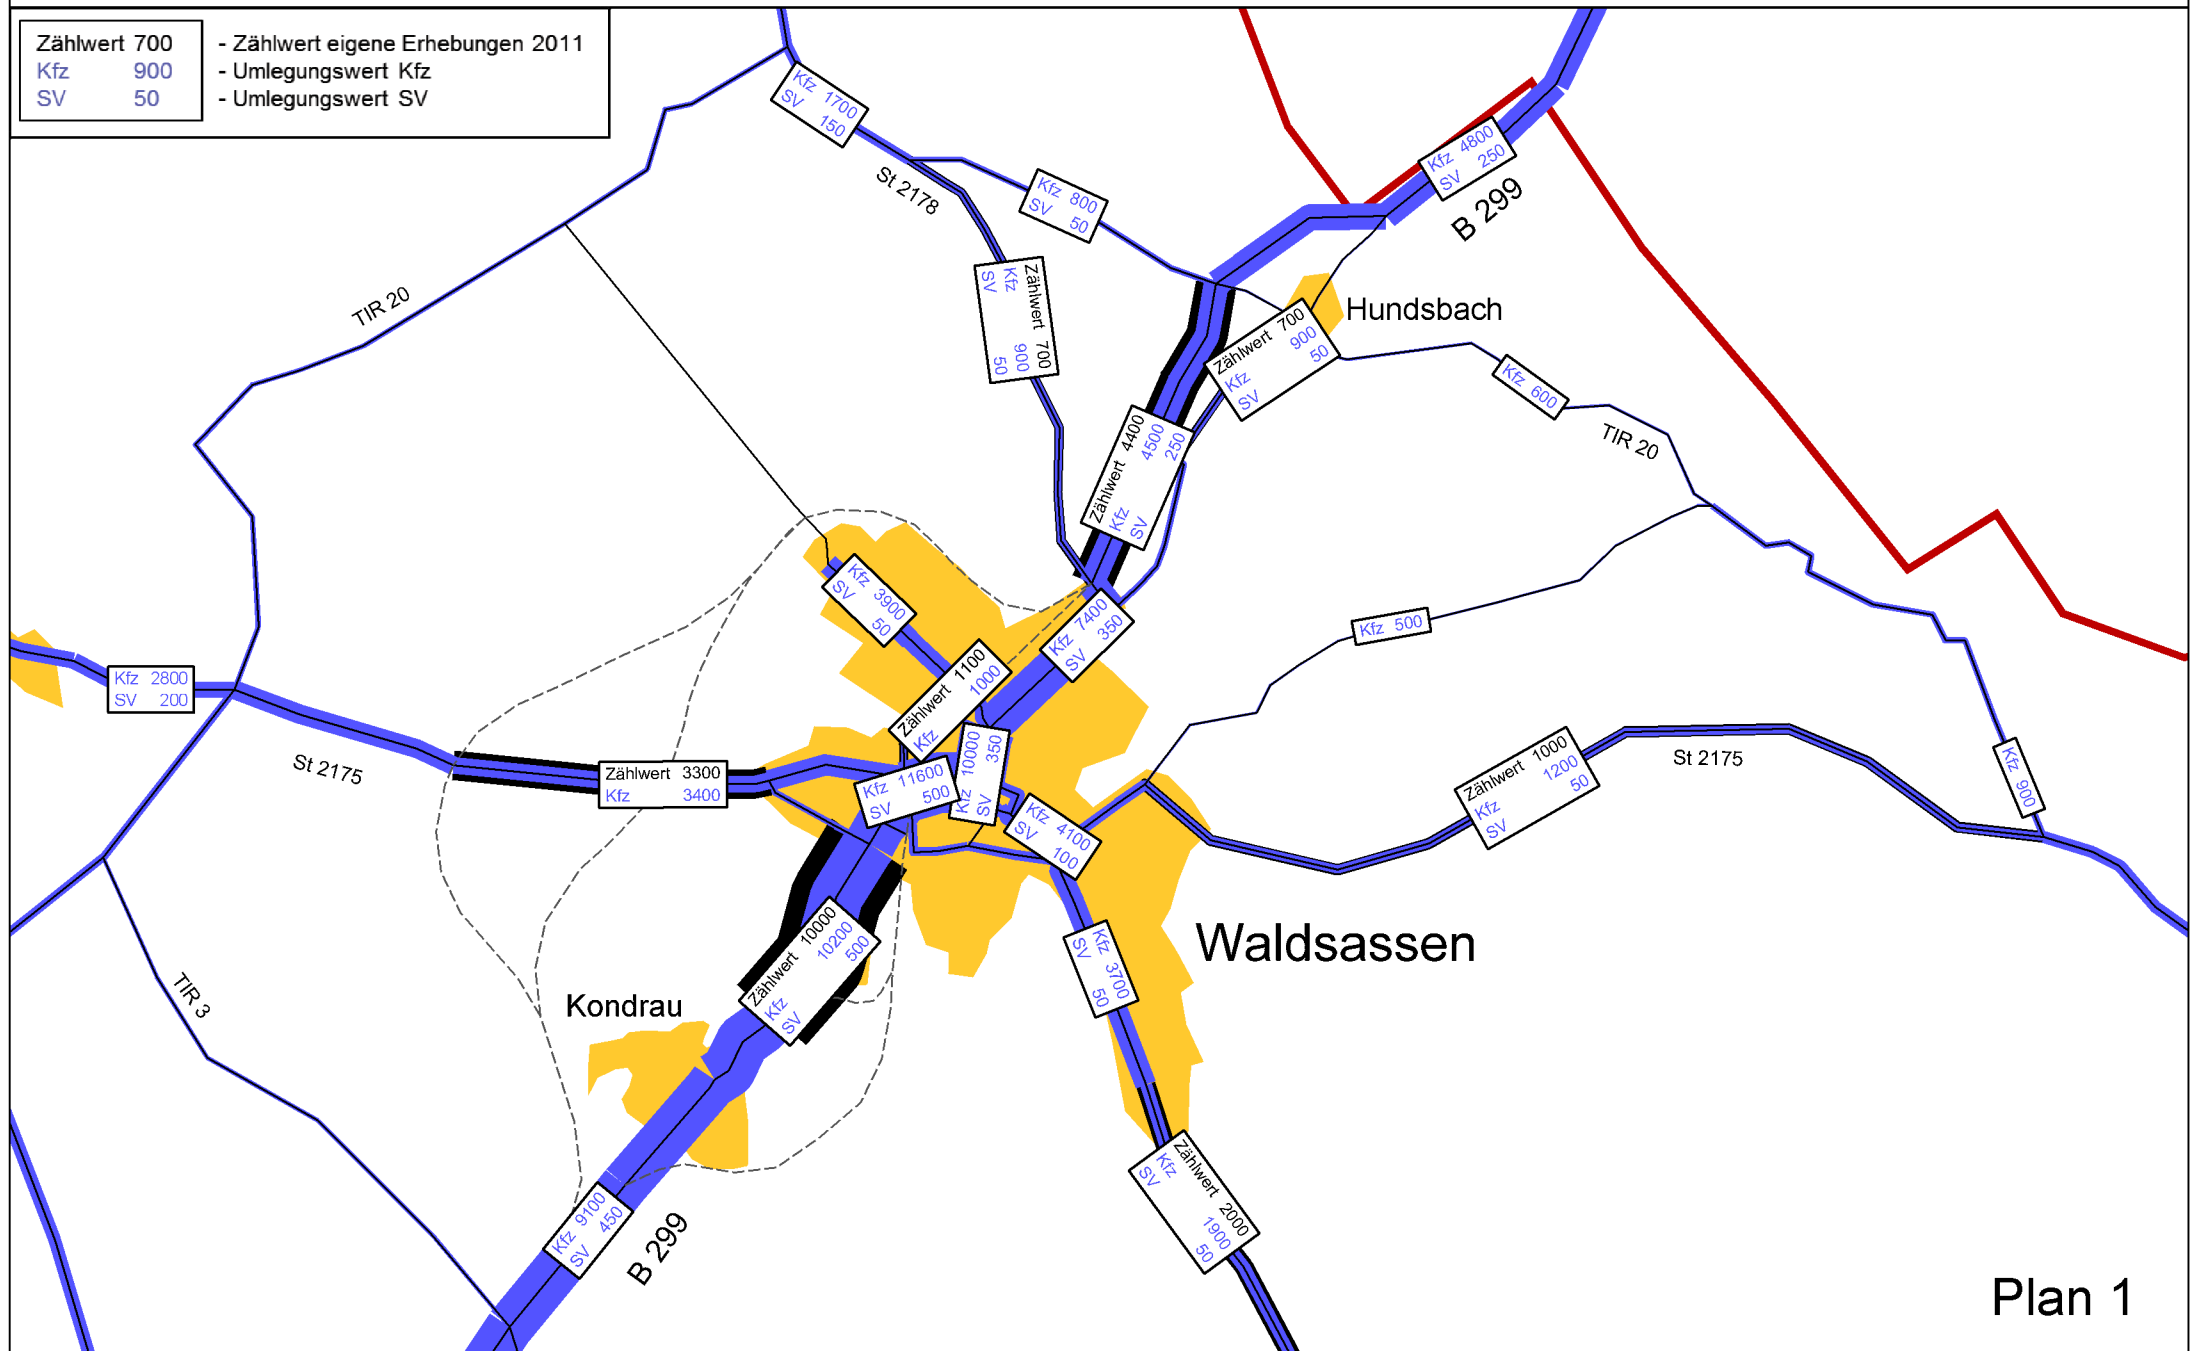 Zählwert 700 - Zählwert eigene Erhebungen 2011
Kfz 900 - Umlegungswert Kfz
SV 50 - Umlegungswert SV
Kfz 1700
SV 150
St 2178
Kfz 800
SV 50
Kfz 4800
SV 250
B 299
Zählwert 700
Kfz 900
SV 50
TIR 20
Hundsbach
Zählwert 700
Kfz 900
SV 50
Kfz 600
TIR 20
Zählwert 4400
Kfz 4500
SV 250
Kfz 3900
SV 50
Kfz 7400
SV 350
Kfz 500
Kfz 2800
SV 200
St 2175
Zählwert 1100
Kfz 1000
Zählwert 3300
Kfz 3400
Kfz 11600
SV 500
Kfz 10000
SV 350
Kfz 4100
SV 100
Zählwert 1000
Kfz 1200
SV 50
St 2175
Kfz 900
Zählwert 10000
Kfz 10200
SV 500
Kfz 3700
SV 50
Waldsassen
TIR 3
Kondrau
Zählwert 2000
Kfz 1900
SV 50
Kfz 9100
SV 450
B 299
Plan 1